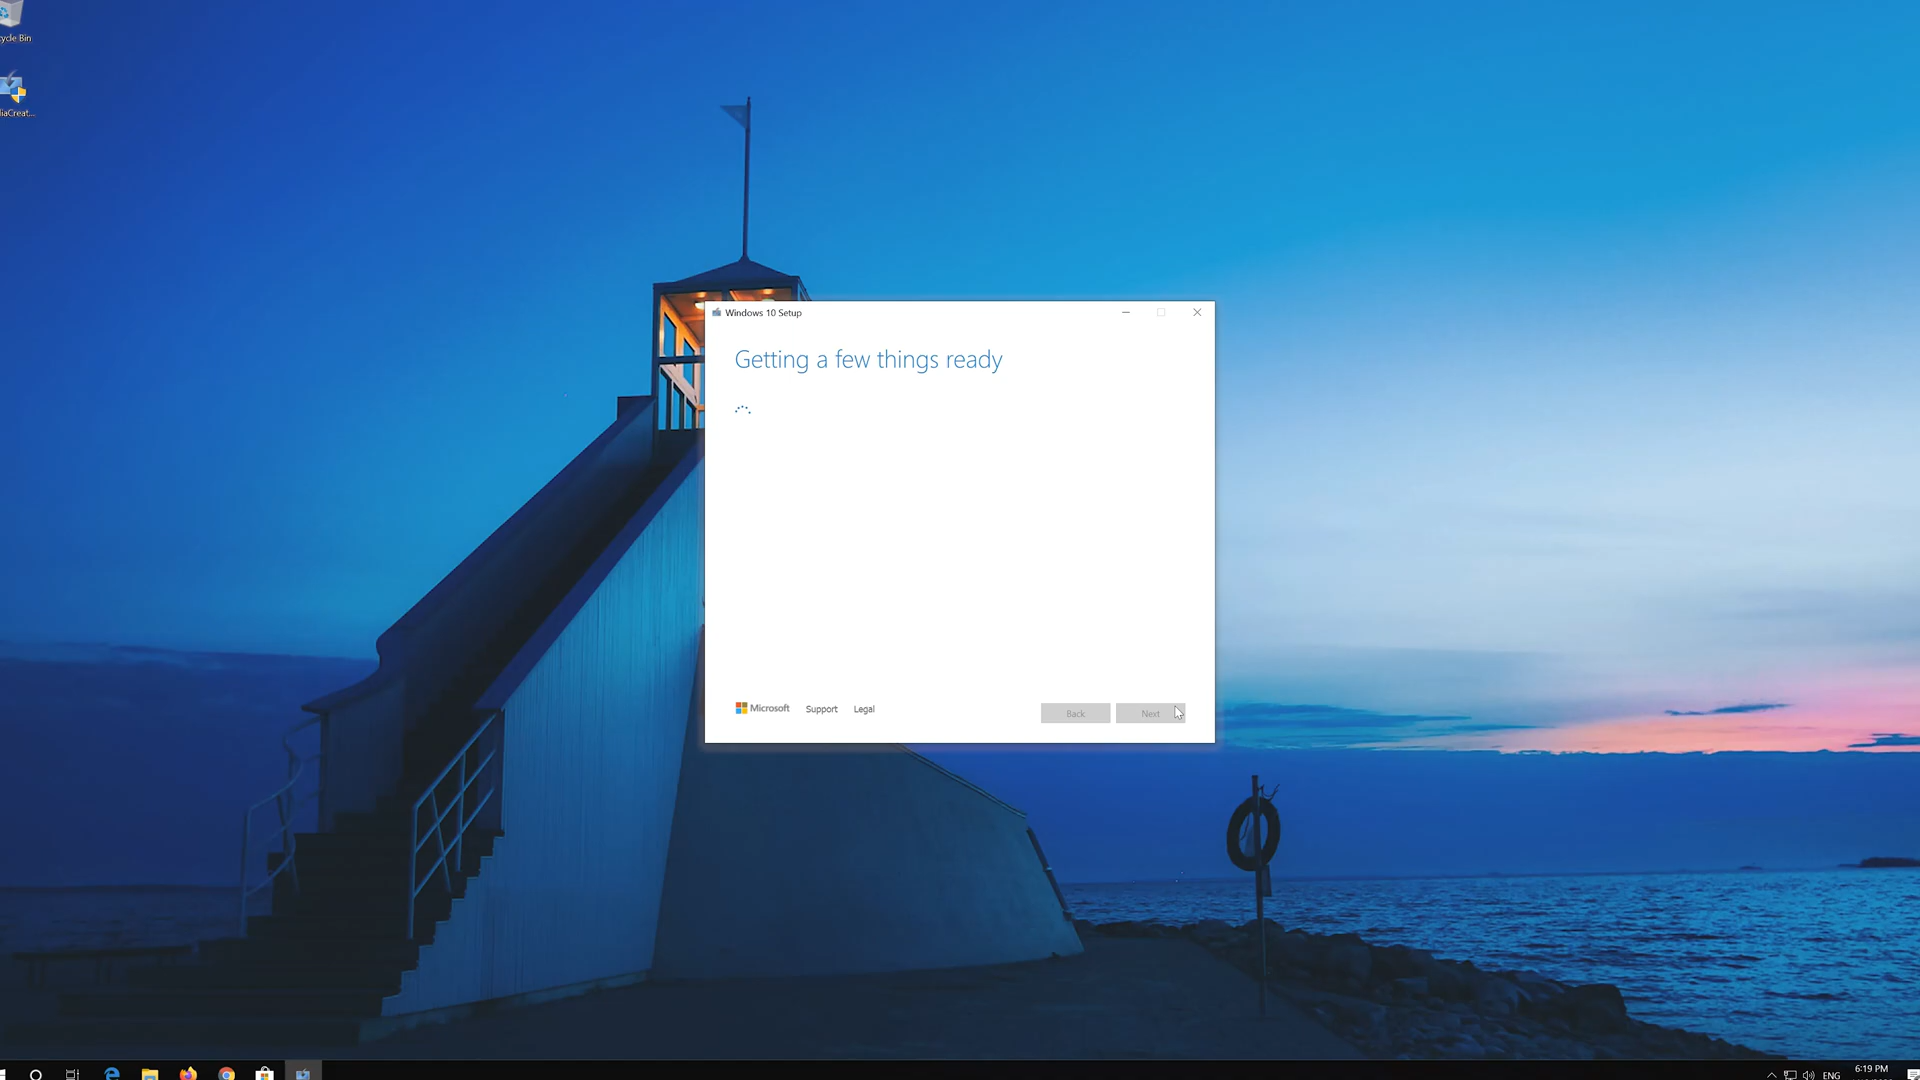 ycle Bin
iaCreat...
Windows 10 Setup
Getting a few things ready
Microsoft
Support
Legal
Back
Next
ENG
6:19 PM